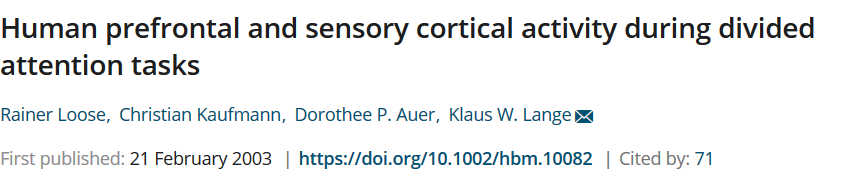 Human prefrontal and sensory cortical activity during divided
attention tasks
Rainer Loose, Christian Kaufmann, Dorothee P. Auer, Klaus W. Lange
First published: 21 February 2003 | https://doi.org/10.1002/hbm.10082 | Cited by: 71